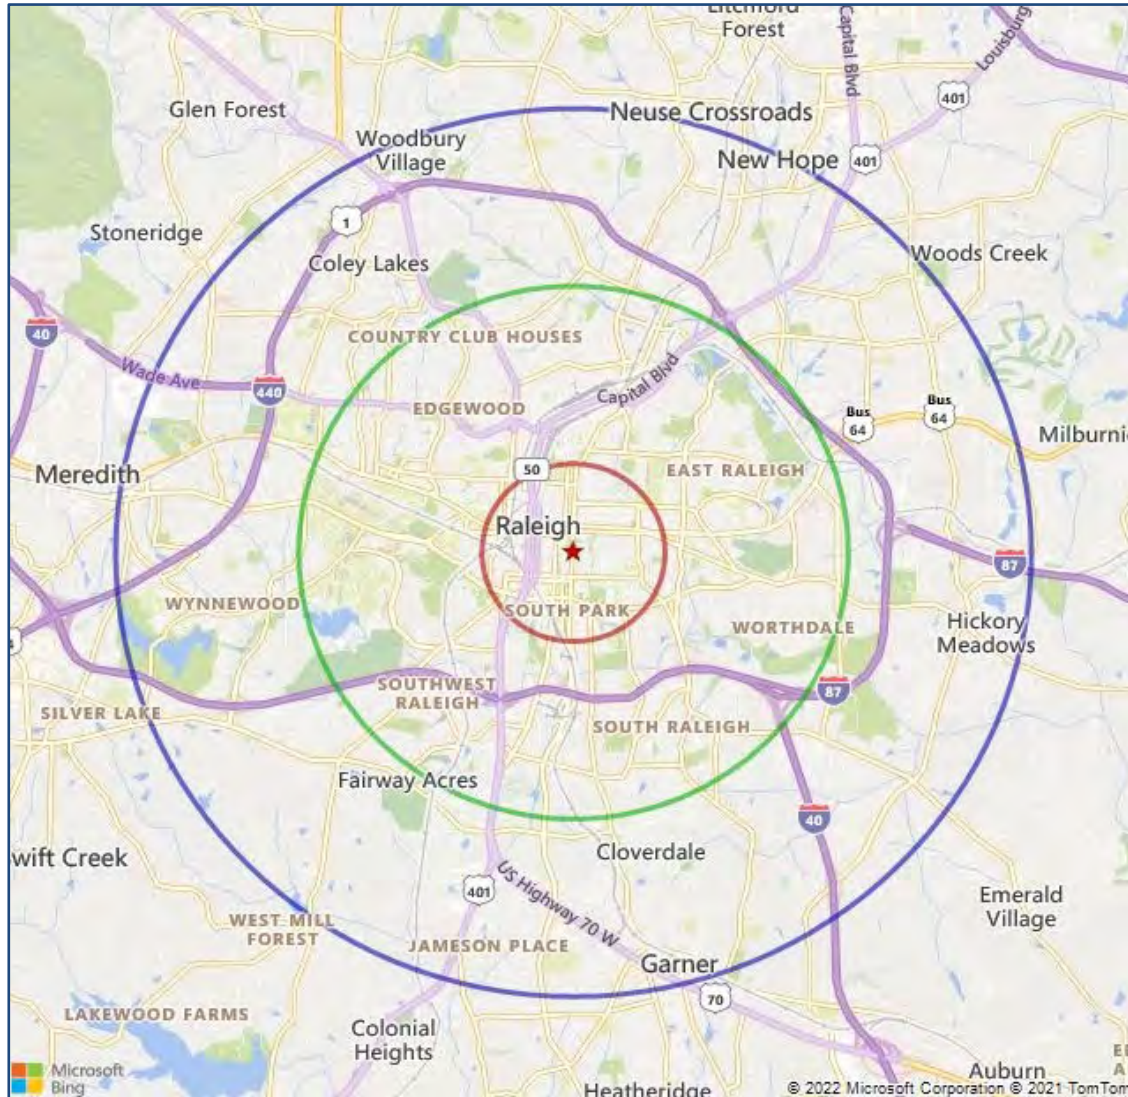 Litchford
Forest
Capital Blvd
Louisburg
401
Glen Forest
Neuse Crossroads
Woodbury
Village
New Hope
401
1
Stoneridge
Coley Lakes
Woods Creek
40
COUNTRY CLUB HOUSES
Wade Ave
440
Capital Blvd
EDGEWOOD
Bus
64
Bus
64
Milburnie
Meredith
50
EAST RALEIGH
Raleigh
87
WYNNEWOOD
SOUTH PARK
WORTHDALE
Hickory
Meadows
SOUTHWEST
RALEIGH
87
SILVER LAKE
SOUTH RALEIGH
Fairway Acres
40
wift Creek
Cloverdale
401
US Highway 70 W
Emerald
Village
WEST MILL
FOREST
JAMESON PLACE
Garner
70
LAKEWOOD FARMS
Colonial
Heights
Microsoft
Bing
Auburn
Heatheridge
© 2022 Microsoft Corporation © 2021 TomTom